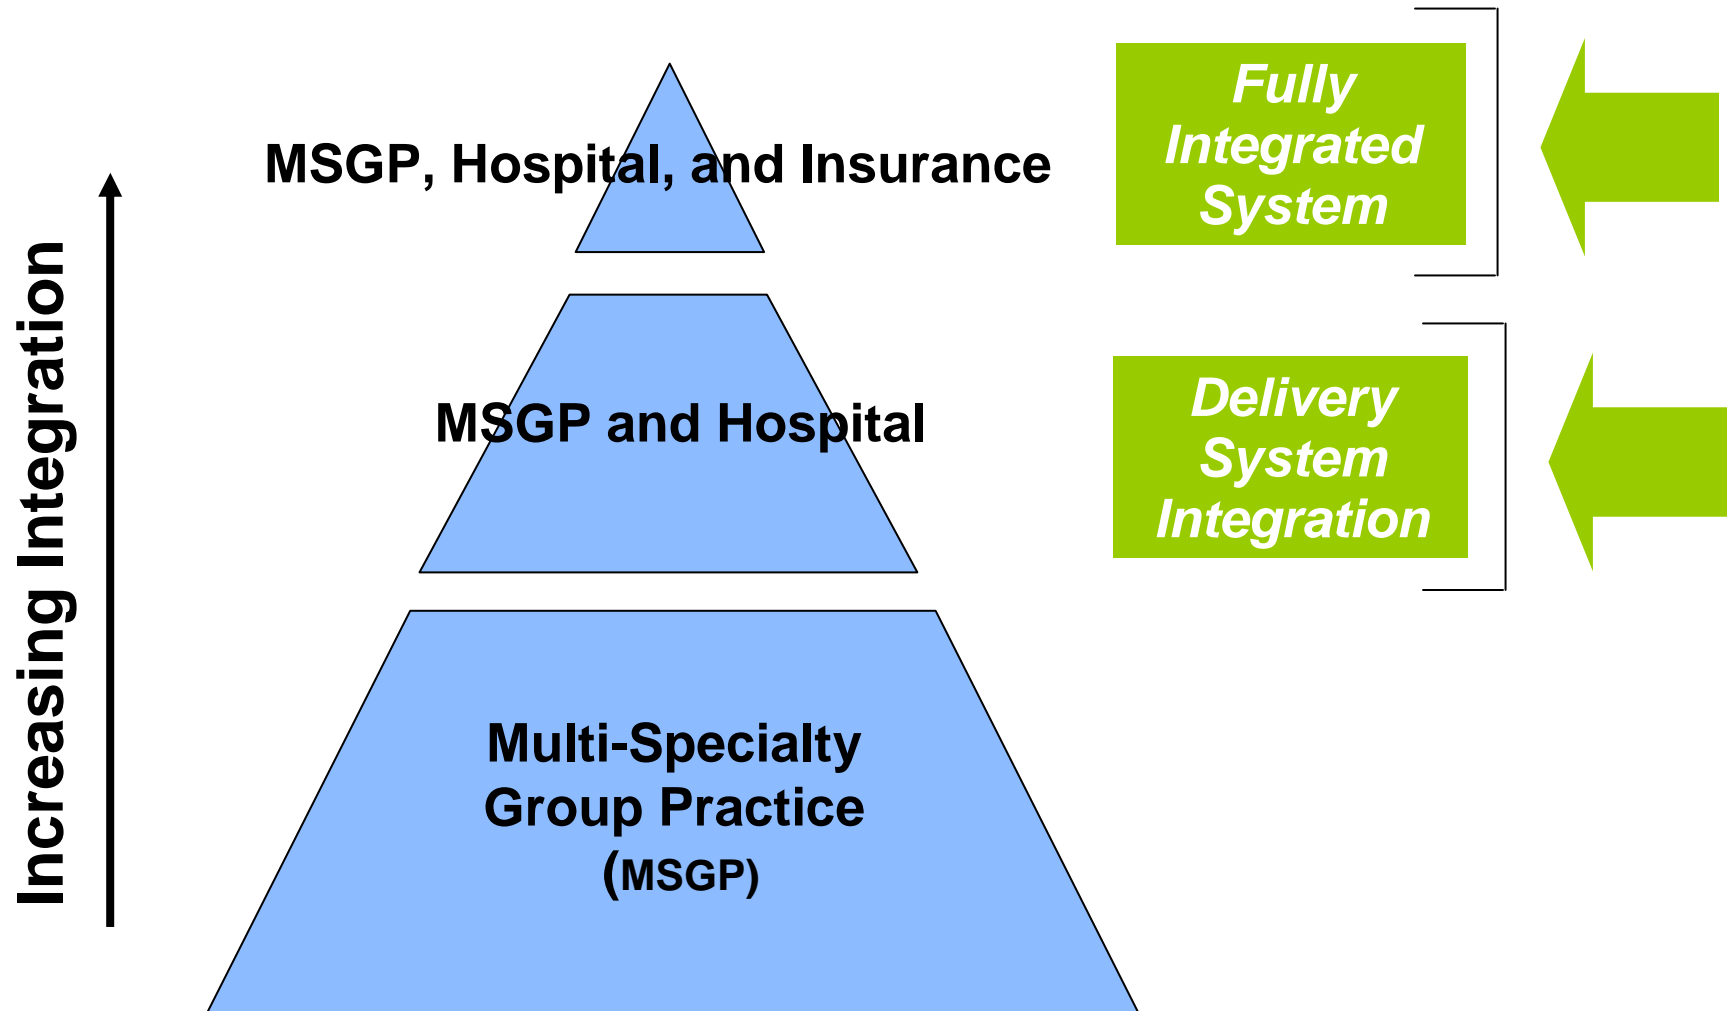 MSGP, Hospital, and Insurance
Fully
Integrated
System
Increasing Integration
MSGP and Hospital
Delivery
System
Integration
Multi-Specialty
Group Practice
(MSGP)